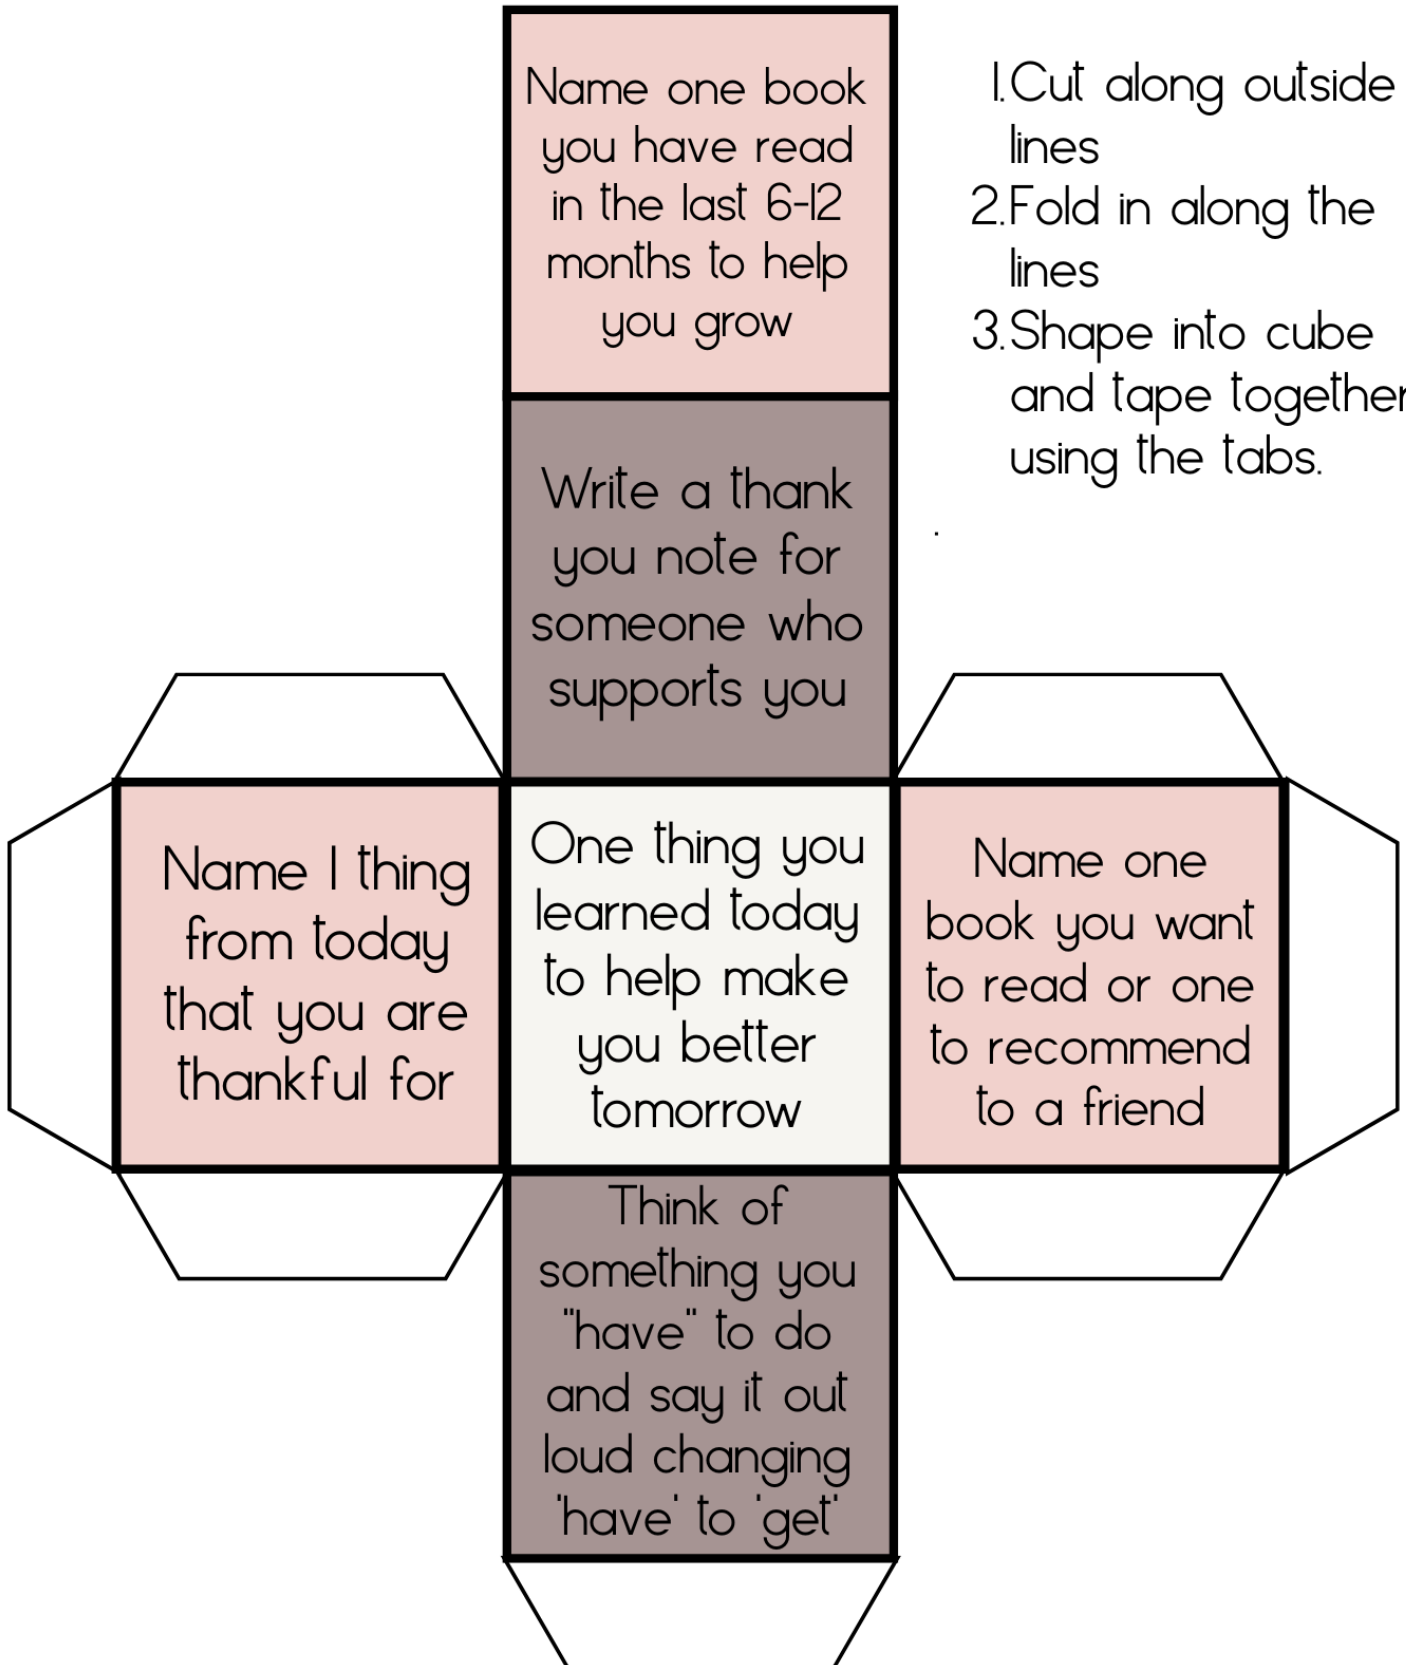 Name one book
you have read
in the last 6-12
months to help
you grow
1.Cut along outside
lines
2.Fold in along the
lines
3.Shape into cube
and tape together
using the tabs.
Write a thank
you note for
someone who
supports you
Name 1 thing
from today
that you are
thankful for
One thing you
learned today
to help make
you better
tomorrow
Name one
book you want
to read or one
to recommend
to a friend
Think of
something you
"have" to do
and say it out
loud changing
'have' to 'get'